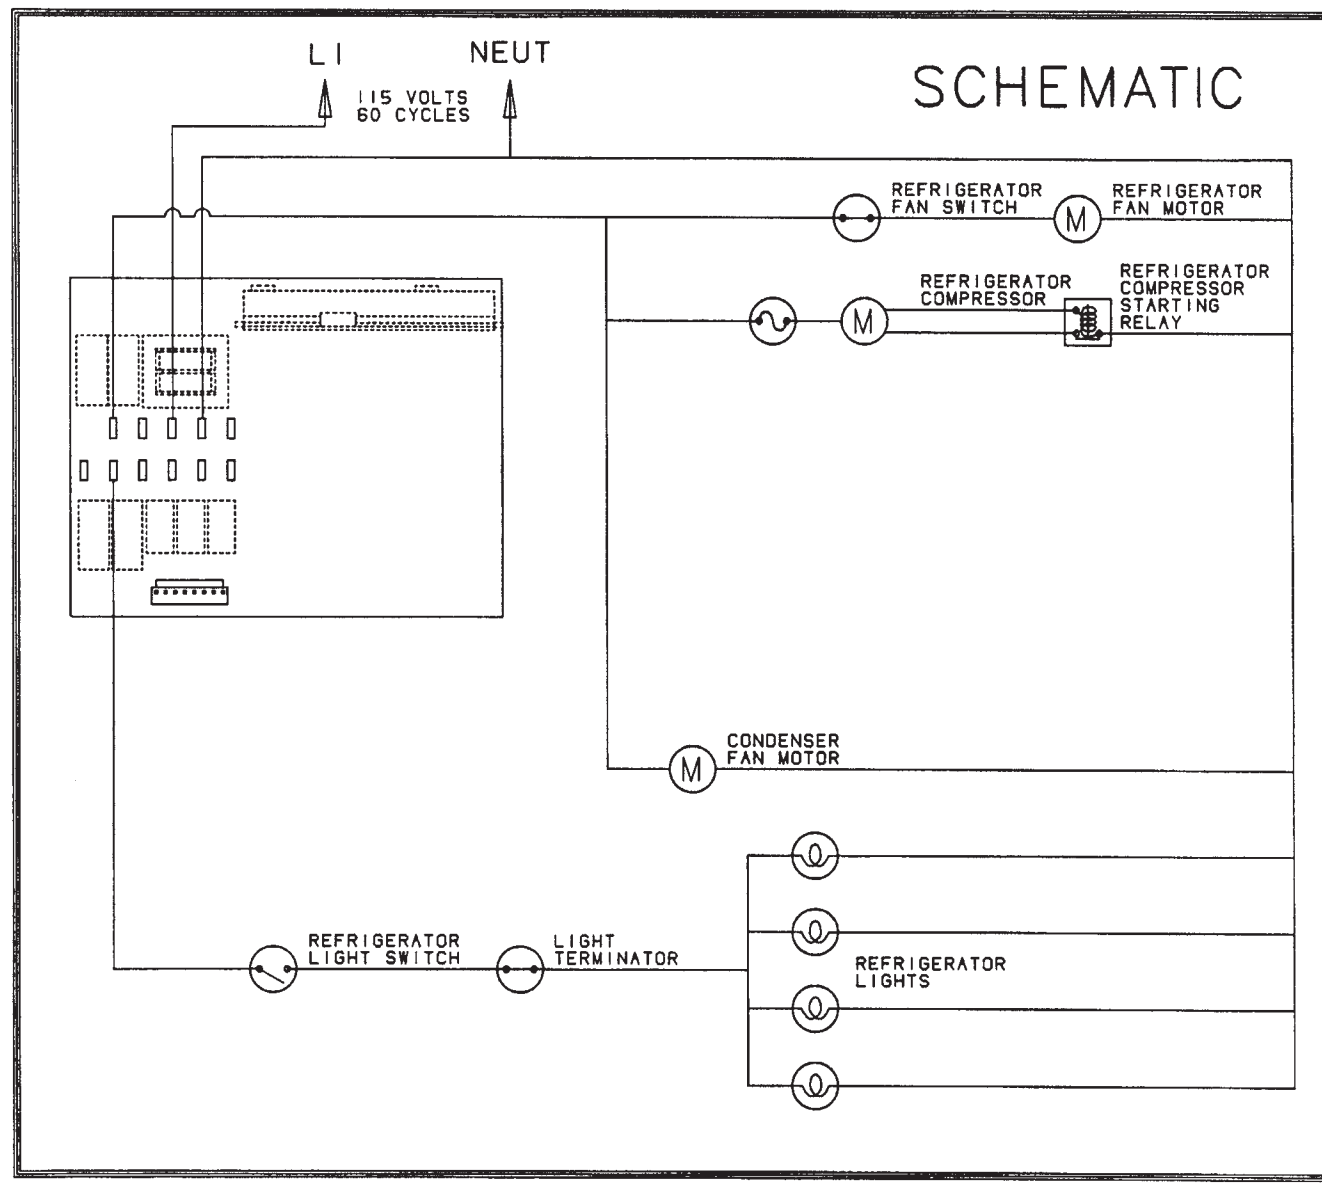 L1
NEUT
115 VOLTS
60 CYCLES
SCHEMATIC
REFRIGERATOR
FAN SWITCH
REFRIGERATOR
FAN MOTOR
M
REFRIGERATOR
COMPRESSOR
REFRIGERATOR
COMPRESSOR
STARTING
RELAY
M
CONDENSER
FAN MOTOR
M
REFRIGERATOR
LIGHT SWITCH
LIGHT
TERMINATOR
REFRIGERATOR
LIGHTS